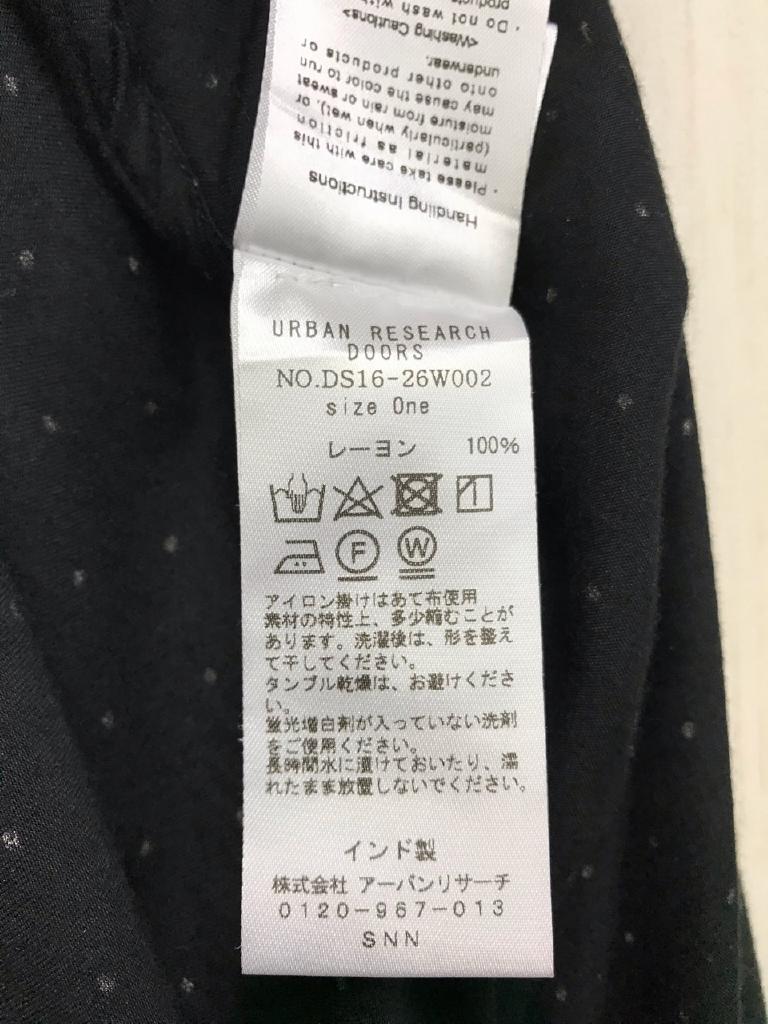 · Do not wash with
<Washing Cautions>
underwear.
onto other products or
may cause the color to run
moisture from rain or sweat
(particularly when wet), or
material as friction
· Please take care with this
Handling Instructions
URBAN RESEARCH
DOORS
NO.DS16-26W002
size One
レーヨン 100%
F W
アイロン掛けはあて布使用
素材の特性上、多少縮むことが
あります。洗濯後は、形を整え
て干してください。
タンブル乾燥は、お避けくださ
い。
蛍光増白剤が入っていない洗剤
をご使用ください。
長時間水に漬けておいたり、濡
れたまま放置しないでください。
インド製
株式会社 アーバンリサーチ
0120-967-013
SNN